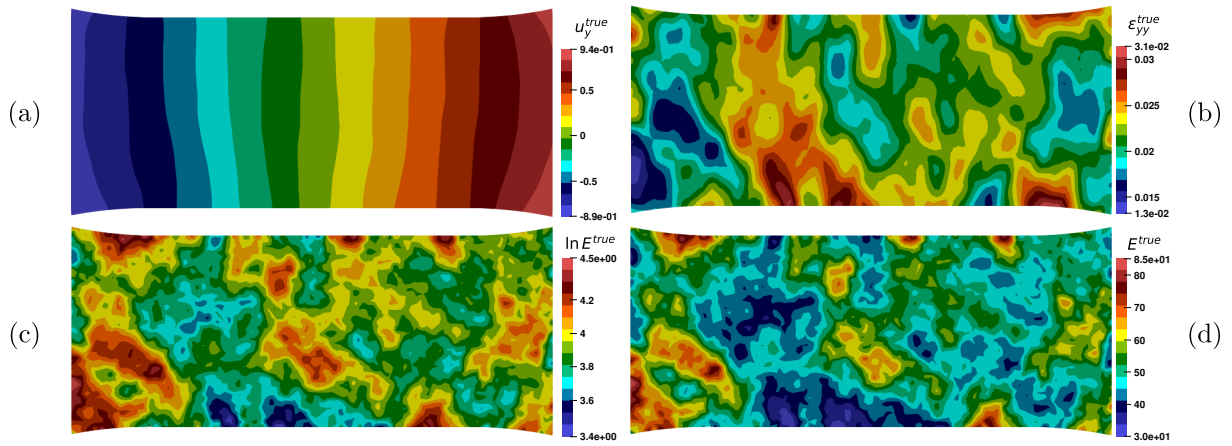 (a)
u_y^{true}
9.4e-01
0.5
0
-0.5
-8.9e-01
ε_{yy}^{true}
3.1e-02
0.03
0.025
0.02
0.015
1.3e-02
(b)
(c)
ln E^{true}
4.5e+00
4.2
4
3.8
3.6
3.4e+00
E^{true}
8.5e+01
80
70
60
50
40
3.0e+01
(d)